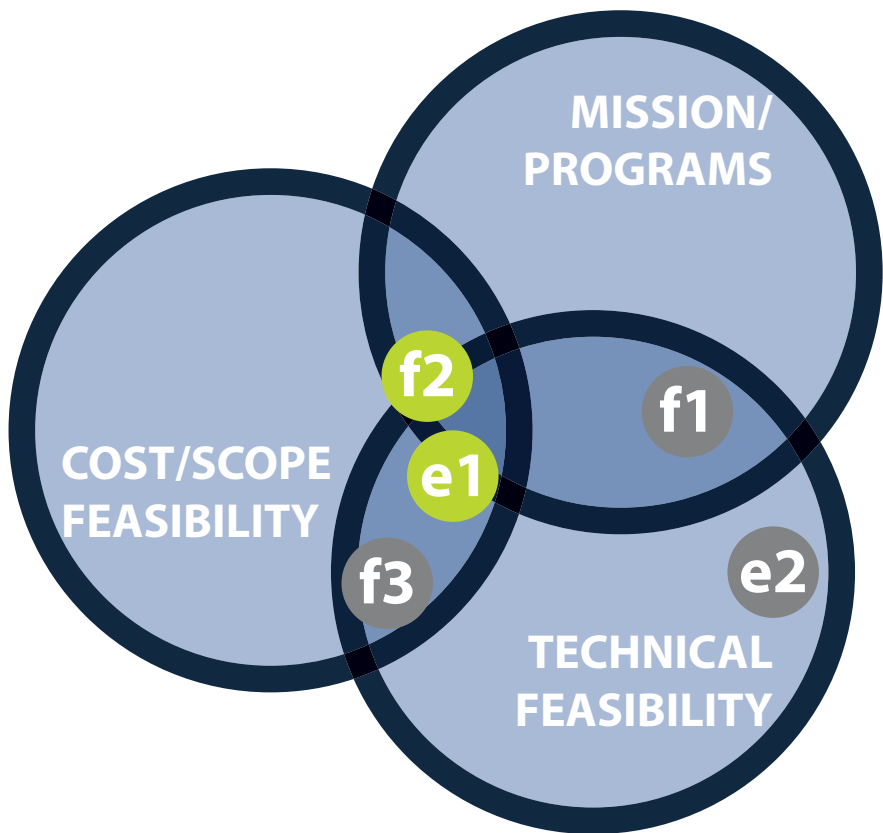 MISSION/
PROGRAMS
f2
f1
COST/SCOPE
FEASIBILITY
e1
f3
e2
TECHNICAL
FEASIBILITY